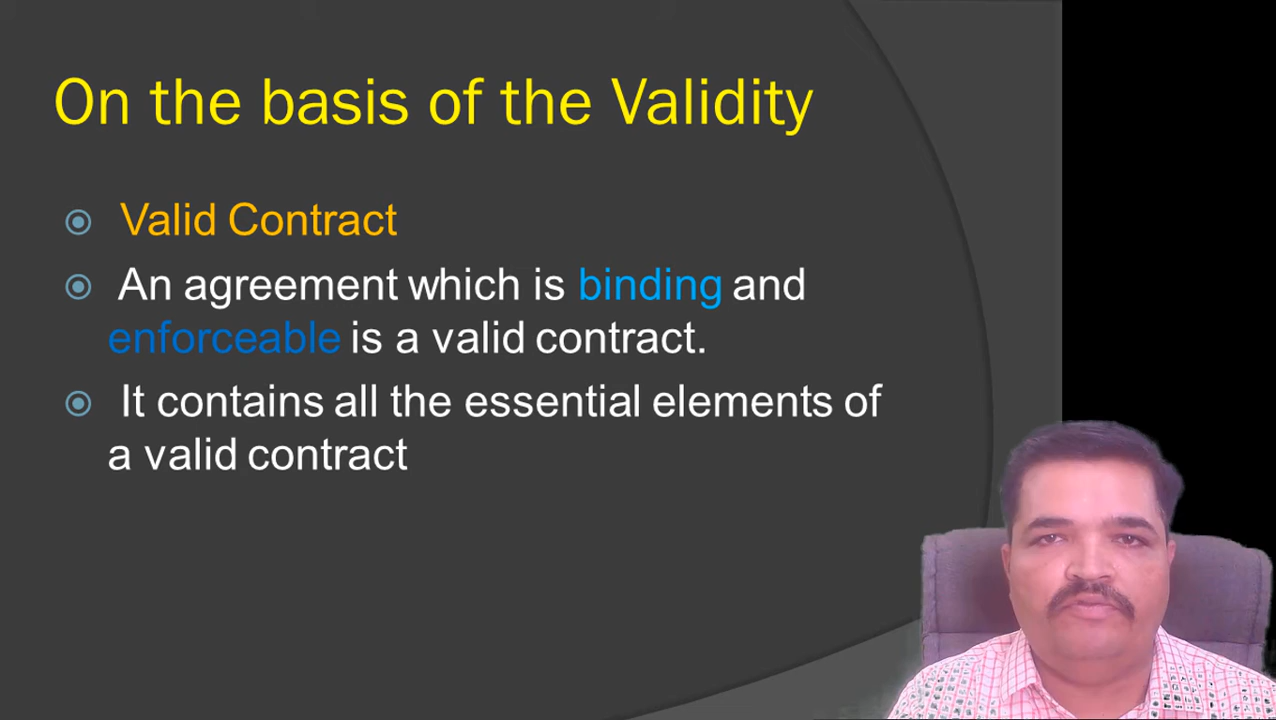 On the basis of the Validity
Valid Contract
An agreement which is binding and
enforceable is a valid contract.
It contains all the essential elements of
a valid contract